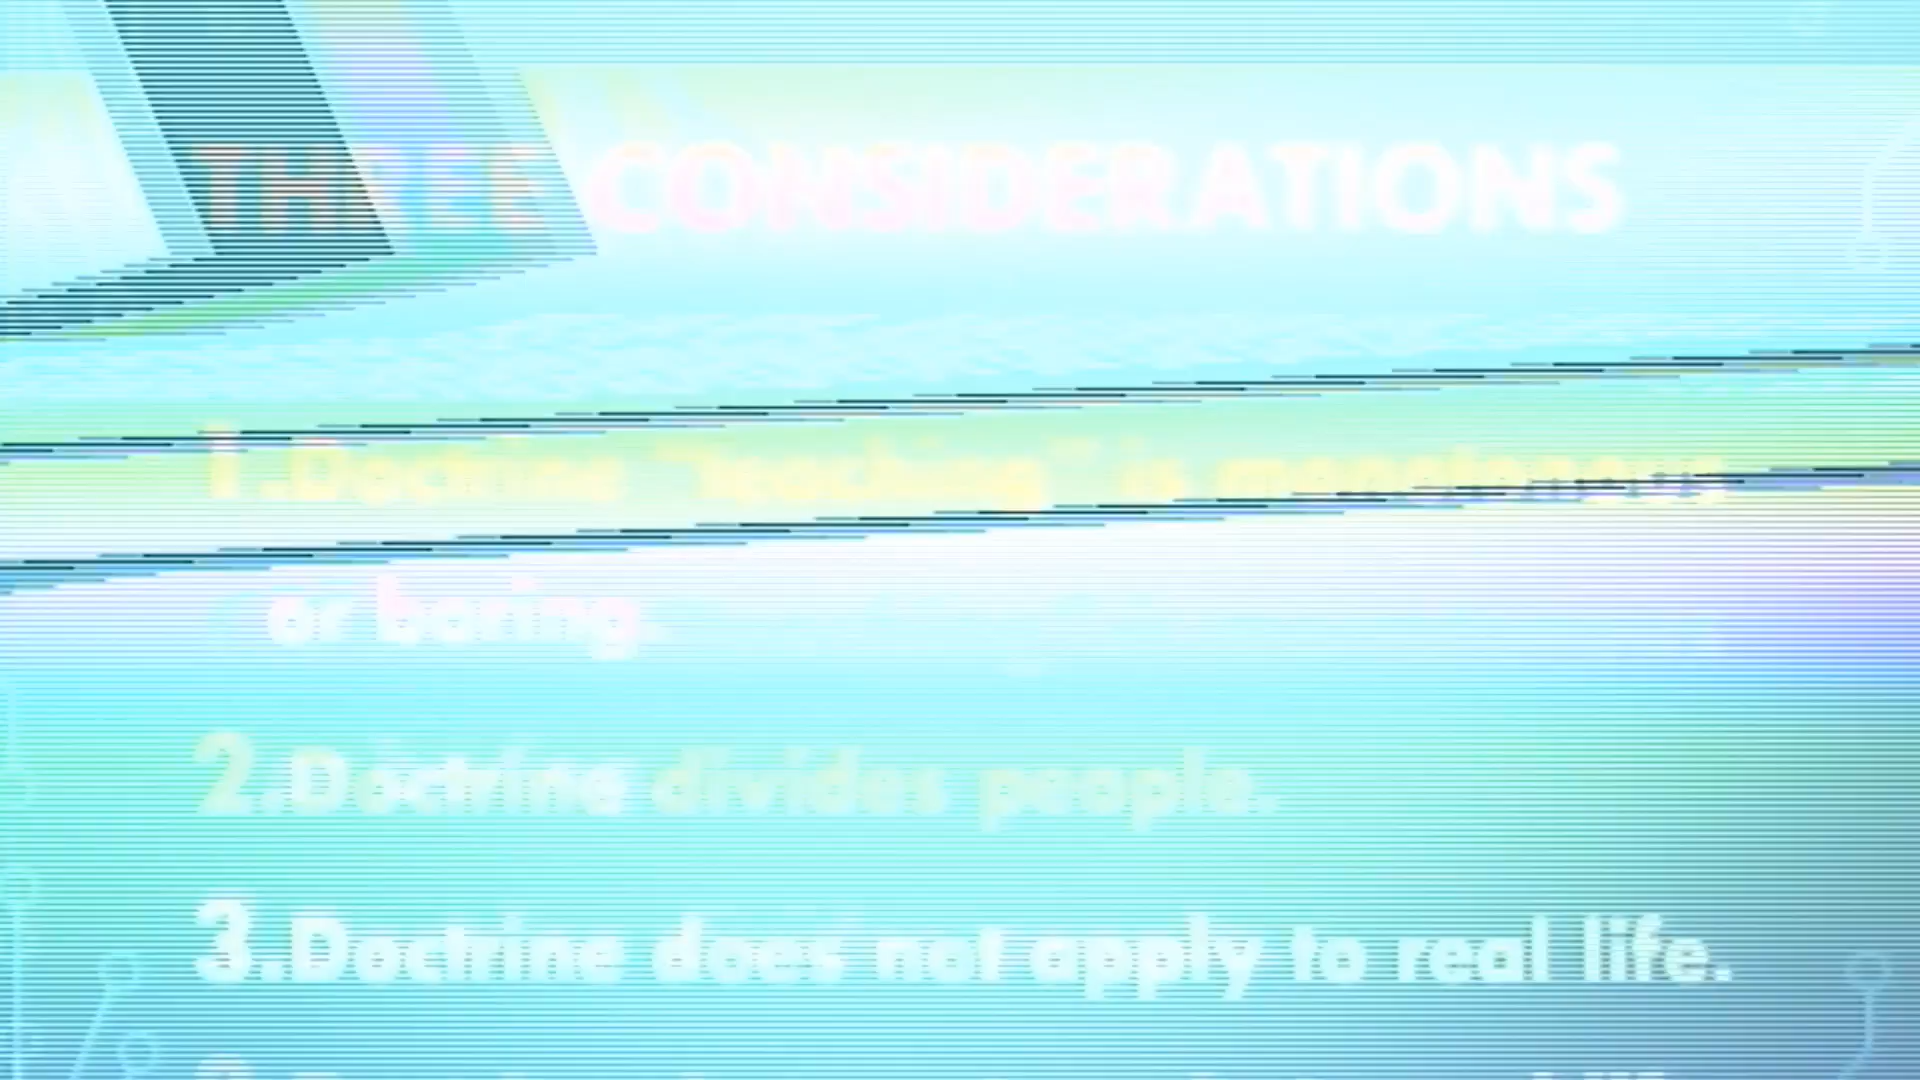 THREE CONSIDERATIONS
1.Doctrine "teaching" is
or boring.
2.Doctrine divides people.
3.Doctrine does not apply to real life.